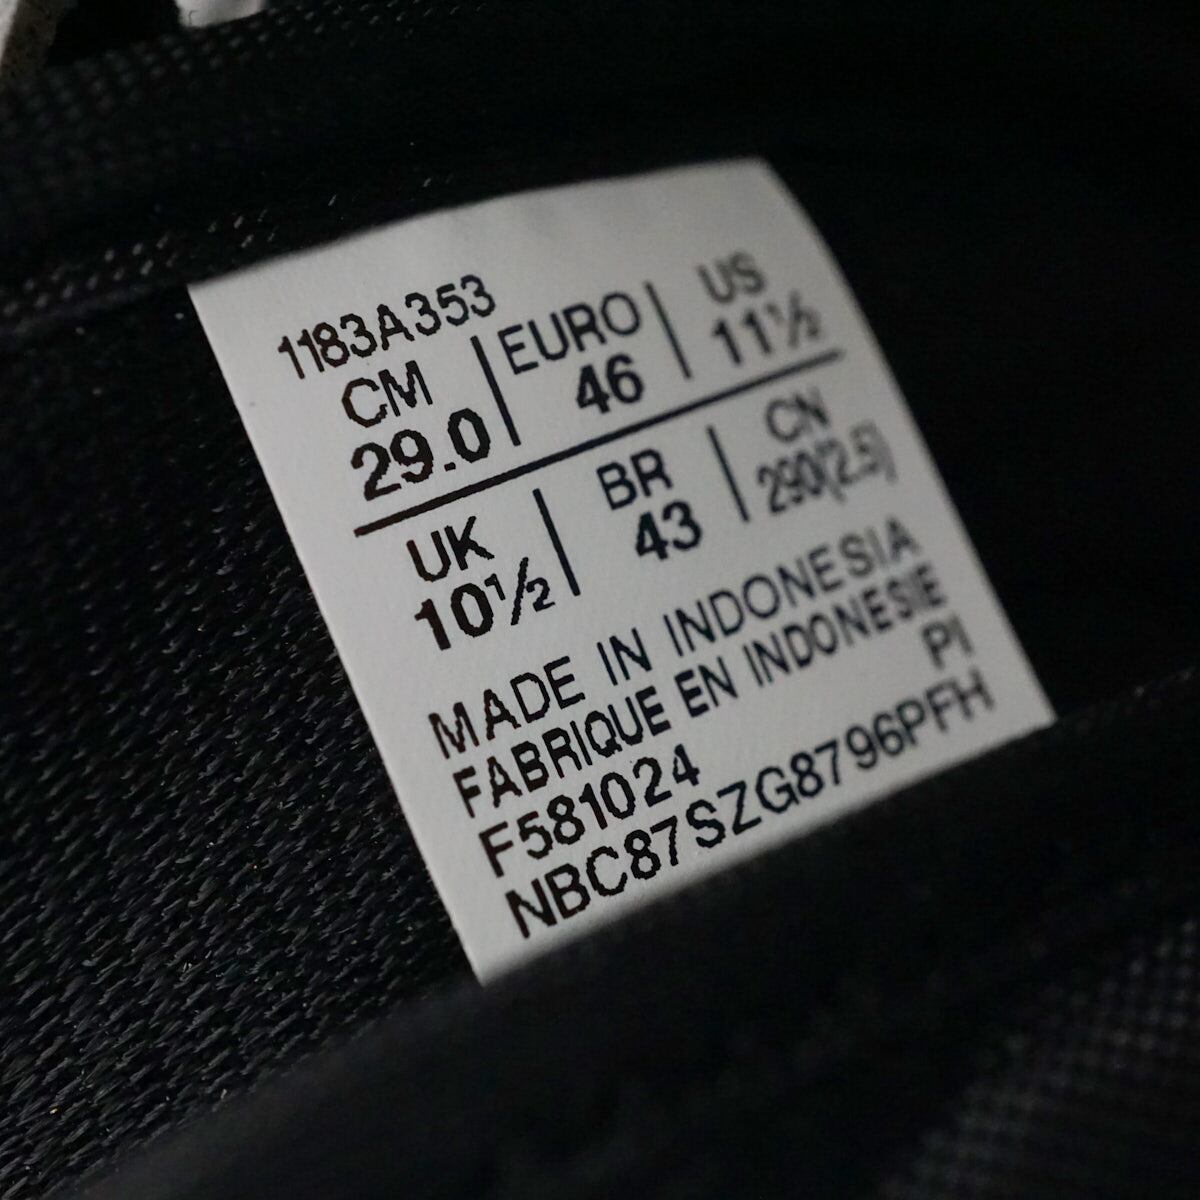 1183A353
CM | EURO | US
29.0 | 46 | 11½
UK | BR | CN
10½ | 43 | 290(2.5)
MADE IN INDONESIA
FABRIQUE EN INDONESIE
PI
F581024
NBC87SZG8796PFH